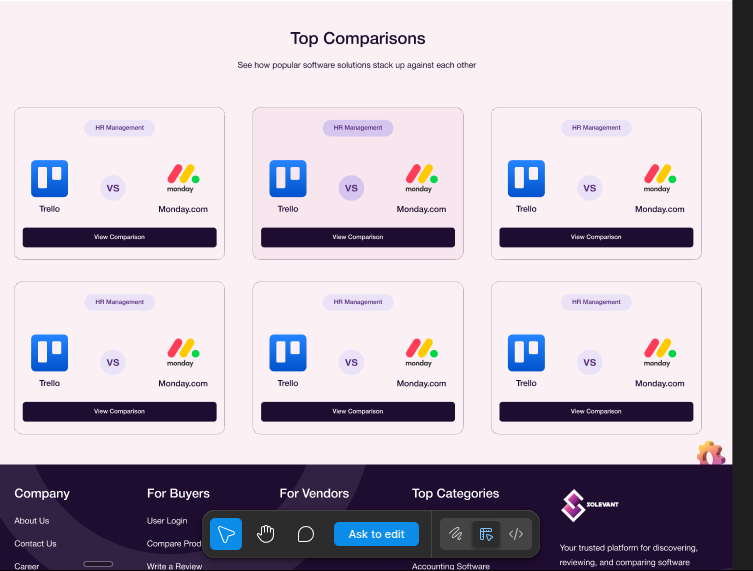 Top Comparisons
See how popular software solutions stack up against each other
HR Management
HR Management
HR Management
VS
monday
Trello
Monday.com
VS
monday
Trello
Monday.com
VS
monday
Trello
Monday.com
View Comparison
View Comparison
View Comparison
HR Management
HR Management
HR Management
VS
monday
Trello
Monday.com
VS
monday
Trello
Monday.com
VS
monday
Trello
Monday.com
View Comparison
View Comparison
View Comparison
Company
For Buyers
For Vendors
Top Categories
SOLEVANT
About Us
User Login
Contact Us
Compare Prod
Career
Write a Review
Accounting Software
Your trusted platform for discovering,
reviewing, and comparing software
Ask to edit